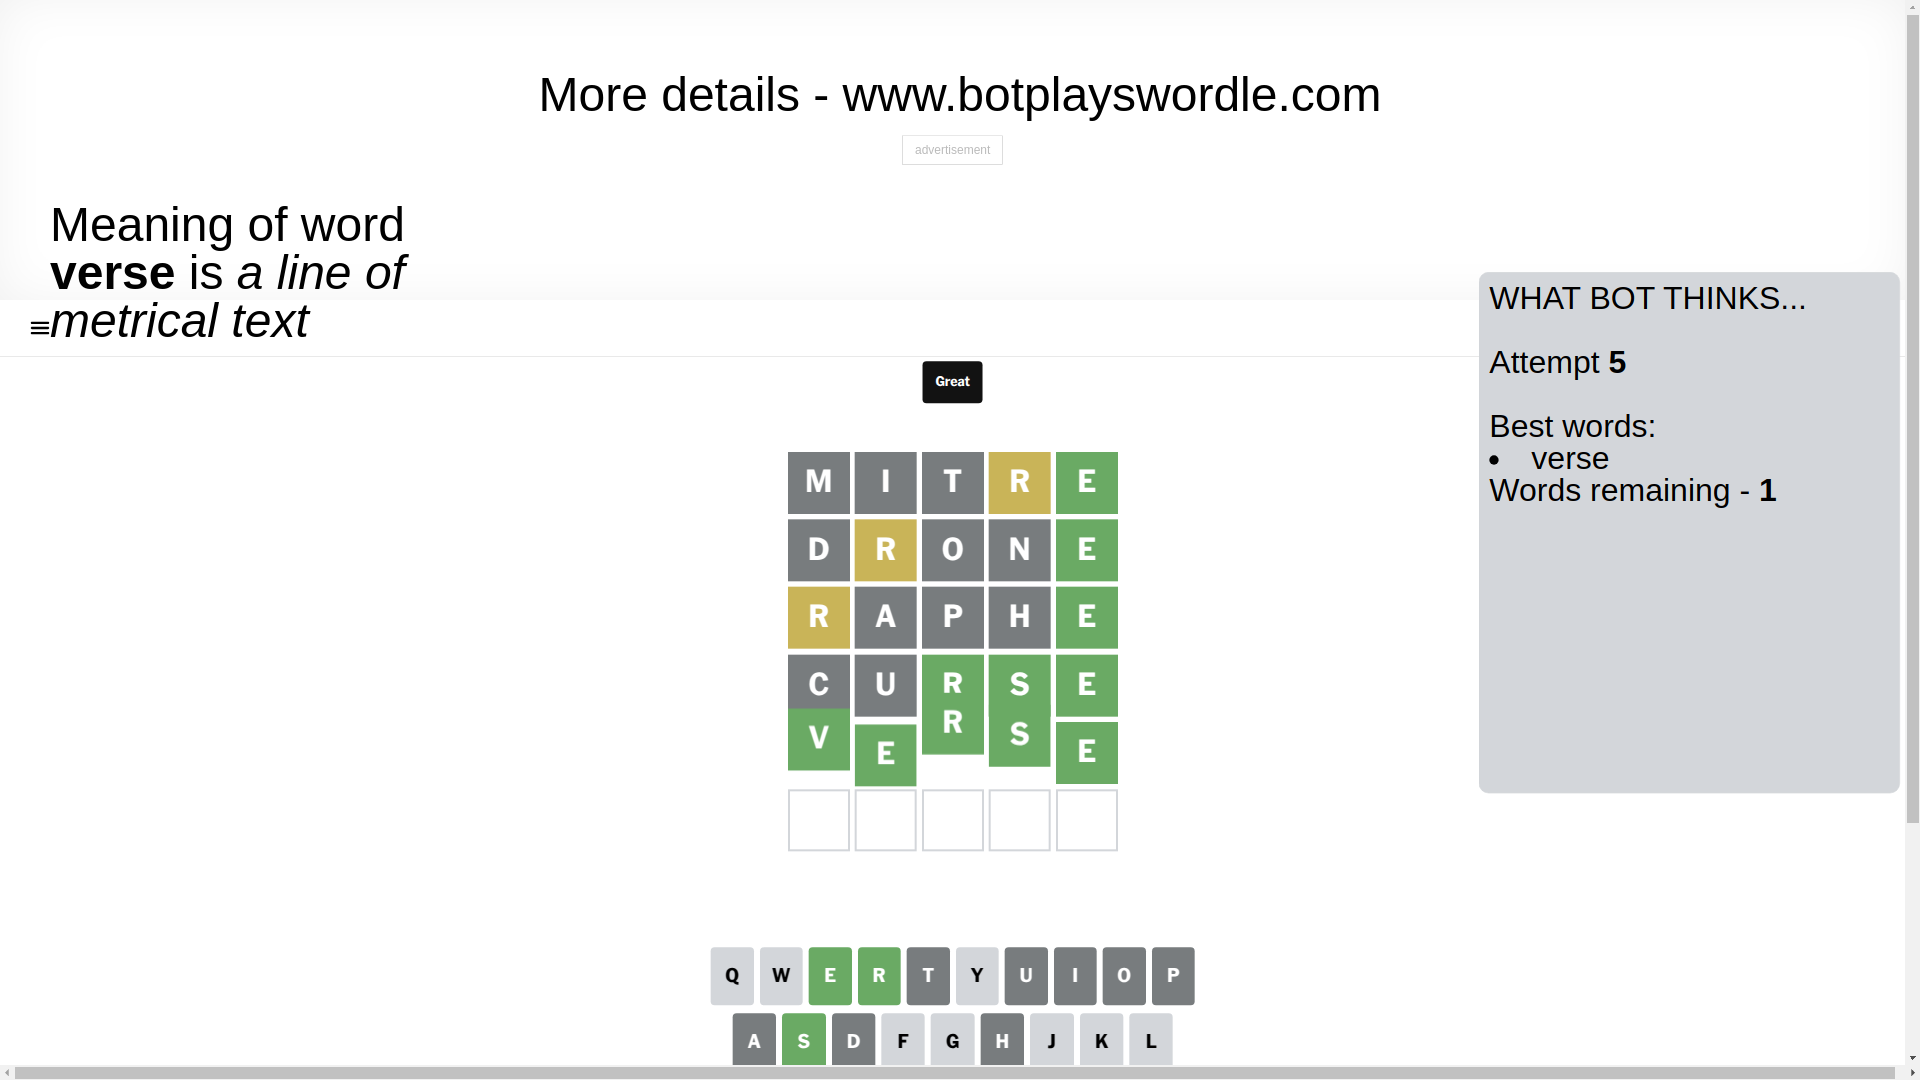 More details - www.botplayswordle.com
advertisement
Meaning of word
verse is a line of
metrical text
WHAT BOT THINKS...
Attempt 5
Best words:
• verse
Words remaining - 1
Great
M I T R E
D R O N E
R A P H E
C U R S E
V E R S E
Q W E R T Y U I O P
A S D F G H J K L